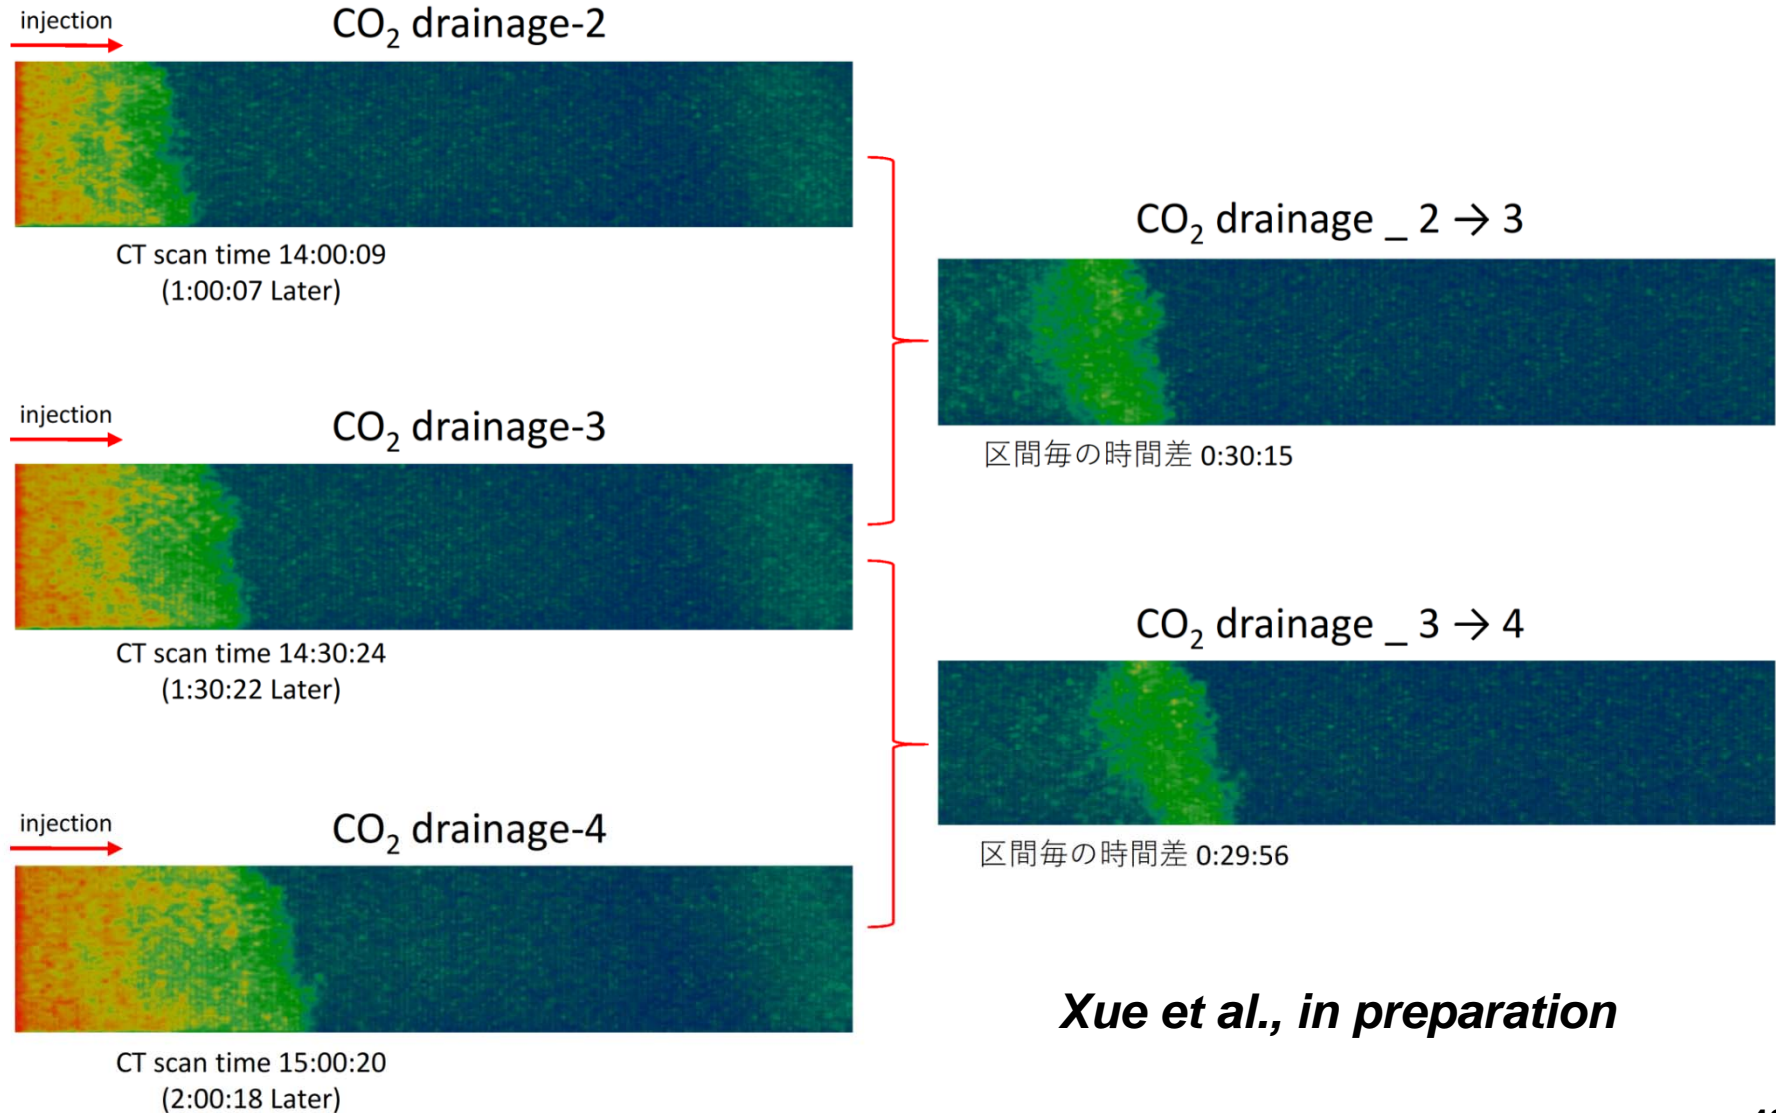 injection
CO₂ drainage-2
CT scan time 14:00:09
(1:00:07 Later)
injection
CO₂ drainage-3
CT scan time 14:30:24
(1:30:22 Later)
injection
CO₂ drainage-4
CT scan time 15:00:20
(2:00:18 Later)
CO₂ drainage _ 2 → 3
区間毎の時間差 0:30:15
CO₂ drainage _ 3 → 4
区間毎の時間差 0:29:56
Xue et al., in preparation